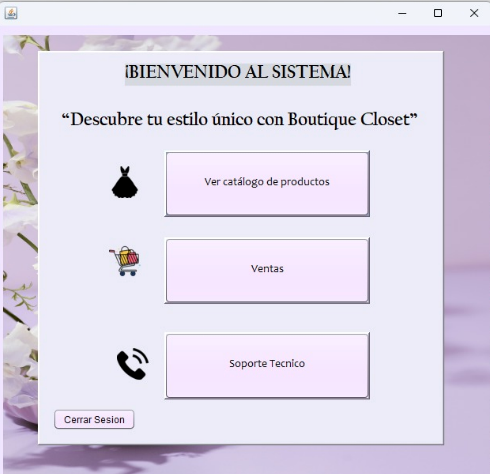 ¡BIENVENIDO AL SISTEMA!
“Descubre tu estilo único con Boutique Closet”
Ver catálogo de productos
Ventas
Soporte Tecnico
Cerrar Sesion